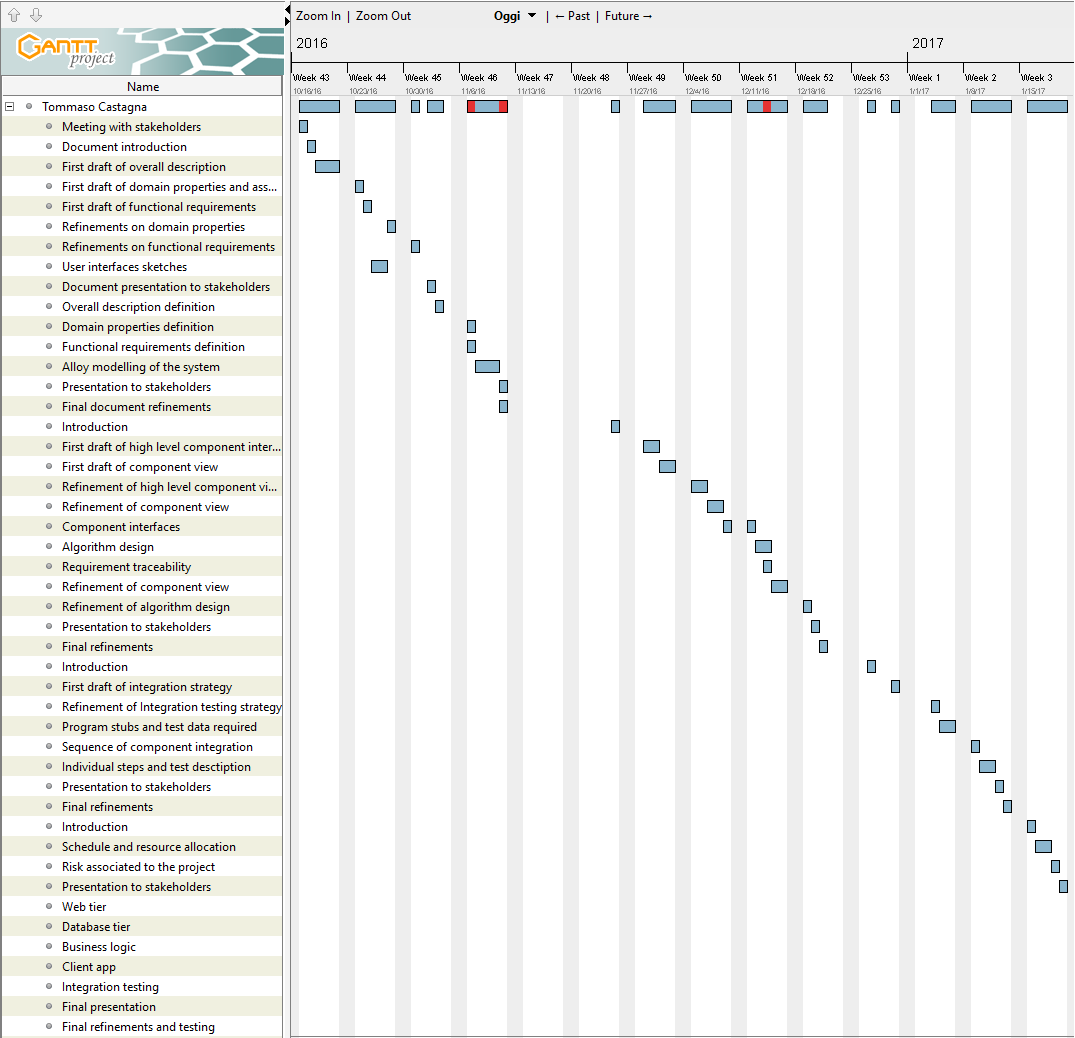 Zoom In | Zoom Out Oggi | ← Past | Future →
GANTT project
2016 2017
Name
Week 43 Week 44 Week 45 Week 46 Week 47 Week 48 Week 49 Week 50 Week 51 Week 52 Week 53 Week 1 Week 2 Week 3
10/16/16 10/23/16 10/30/16 11/6/16 11/13/16 11/20/16 11/27/16 12/4/16 12/11/16 12/18/16 12/25/16 1/1/17 1/8/17 1/15/17
Tommaso Castagna
Meeting with stakeholders
Document introduction
First draft of overall description
First draft of domain properties and ass...
First draft of functional requirements
Refinements on domain properties
Refinements on functional requirements
User interfaces sketches
Document presentation to stakeholders
Overall description definition
Domain properties definition
Functional requirements definition
Alloy modelling of the system
Presentation to stakeholders
Final document refinements
Introduction
First draft of high level component inter...
First draft of component view
Refinement of high level component vi...
Refinement of component view
Component interfaces
Algorithm design
Requirement traceability
Refinement of component view
Refinement of algorithm design
Presentation to stakeholders
Final refinements
Introduction
First draft of integration strategy
Refinement of Integration testing strategy
Program stubs and test data required
Sequence of component integration
Individual steps and test desctiption
Presentation to stakeholders
Final refinements
Introduction
Schedule and resource allocation
Risk associated to the project
Presentation to stakeholders
Web tier
Database tier
Business logic
Client app
Integration testing
Final presentation
Final refinements and testing